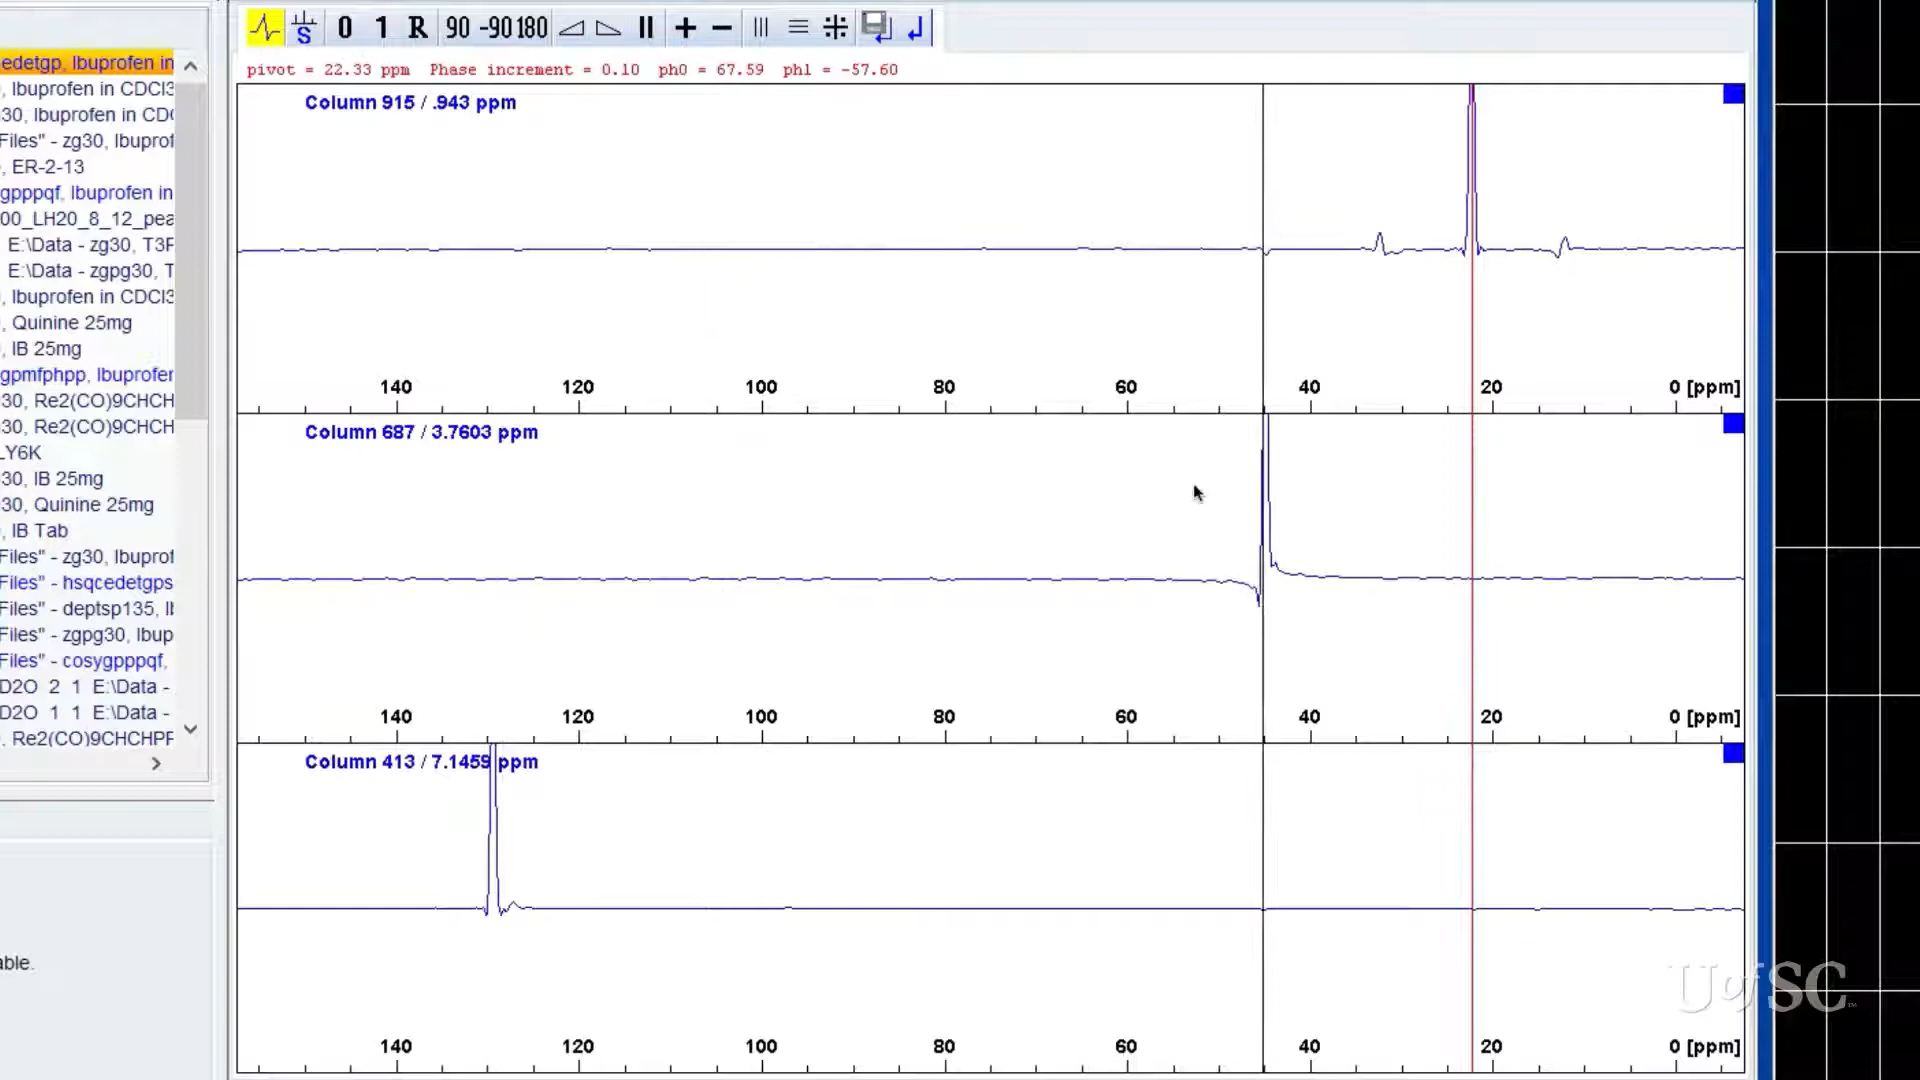 0 1 R 90 -90 180
pivot = 22.33 ppm Phase increment = 0.10 ph0 = 67.59 ph1 = -57.60
edetgp, Ibuprofen in
, Ibuprofen in CDCl3
30, Ibuprofen in CD
Files" - zg30, Ibuprof
, ER-2-13
gpppqf, Ibuprofen in
00_LH20_8_12_pea
E:\Data - zg30, T3F
E:\Data - zgpg30, T
, Ibuprofen in CDCl3
, Quinine 25mg
, IB 25mg
gpmfphpp, Ibuprofen
30, Re2(CO)9CHCH
30, Re2(CO)9CHCH
LY6K
30, IB 25mg
30, Quinine 25mg
, IB Tab
Files" - zg30, Ibuprof
Files" - hsqcedetgps
Files" - deptsp135, I
Files" - zgpg30, Ibup
Files" - cosygpppqf,
D2O 2 1 E:\Data -
D2O 1 1 E:\Data -
, Re2(CO)9CHCHPF
able.
Column 915 / .943 ppm
140 120 100 80 60 40 20 0 [ppm]
Column 687 / 3.7603 ppm
140 120 100 80 60 40 20 0 [ppm]
Column 413 / 7.1459 ppm
140 120 100 80 60 40 20 0 [ppm]
UofSC